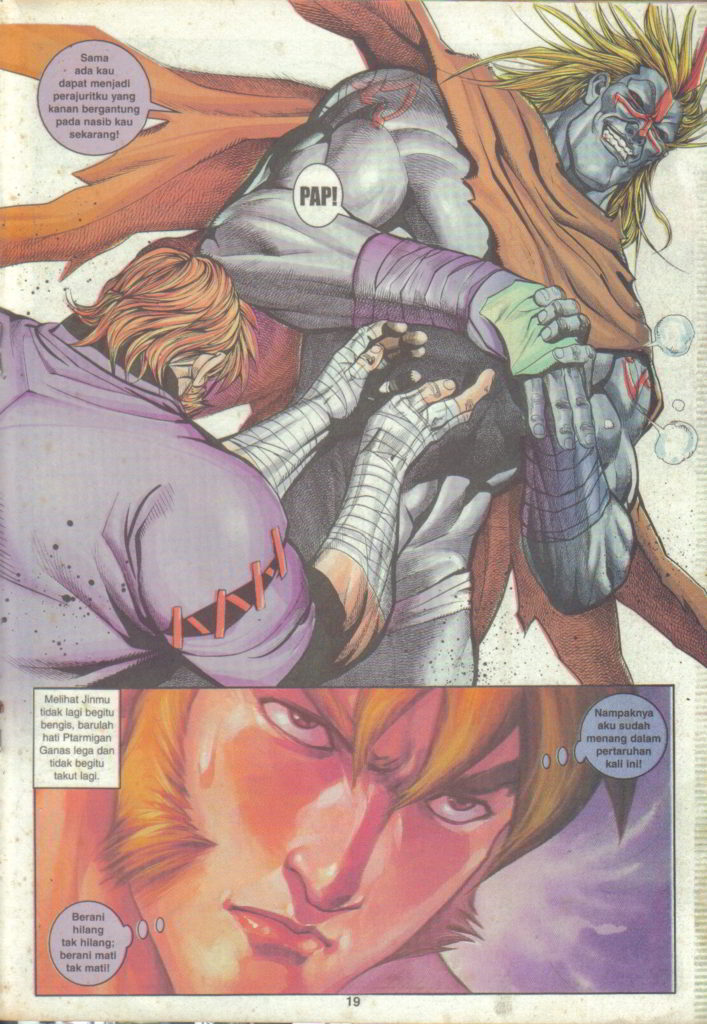 Sama
ada kau
dapat menjadi
perajuritku yang
kanan bergantung
pada nasib kau
sekarang!
PAP!
Melihat Jinmu
tidak lagi begitu
bengis, barulah
hati Ptarmigan
Ganas lega dan
tidak begitu
takut lagi.
Nampaknya
aku sudah
menang dalam
pertaruhan
kali ini!
Berani
hilang
tak hilang;
berani mati
tak mati!
19